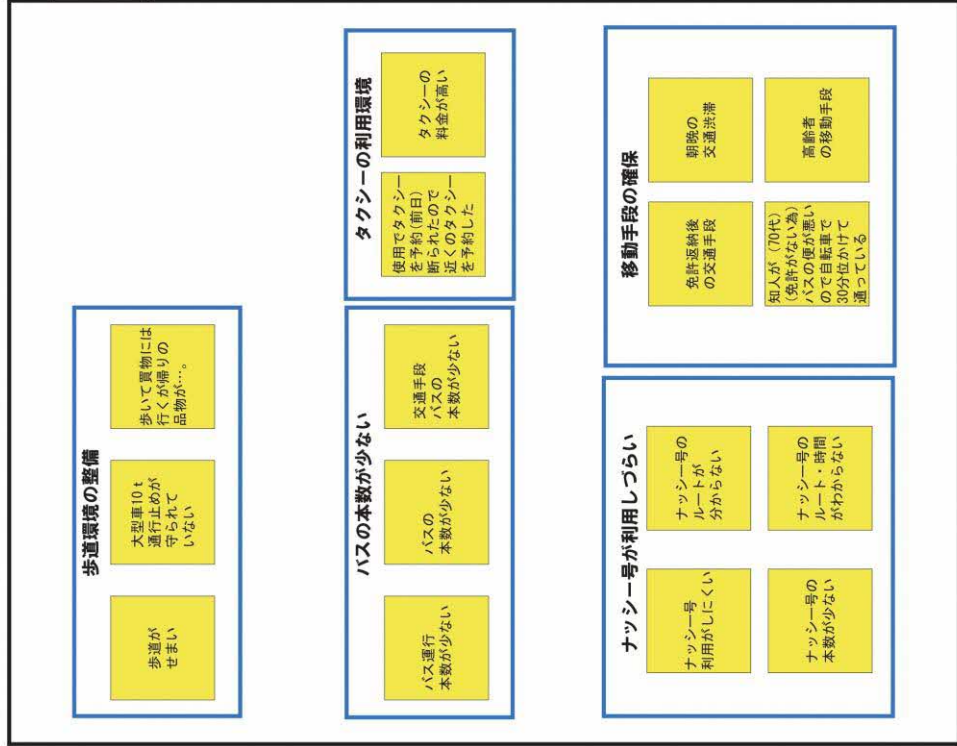 歩道環境の整備
歩道が
せまい
大型車10ｔ
通行止めが
守られて
いない
歩いて買物には
行くが帰りの
品物が…。
バスの本数が少ない
バス運行
本数が少ない
バスの
本数が少ない
交通手段
バスの
本数が少ない
タクシーの利用環境
使用でタクシー
を予約(前日)
断られたので
近くのタクシー
を予約した
タクシーの
料金が高い
ナッシー号が利用しづらい
ナッシー号
利用がしにくい
ナッシー号の
ルートが
分からない
ナッシー号の
本数が少ない
ナッシー号の
ルート・時間
がわからない
移動手段の確保
免許返納後
の交通手段
朝晩の
交通渋滞
知人が（70代）
(免許がない為)
バスの便が悪い
ので自転車で
30分位かけて
通っている
高齢者
の移動手段